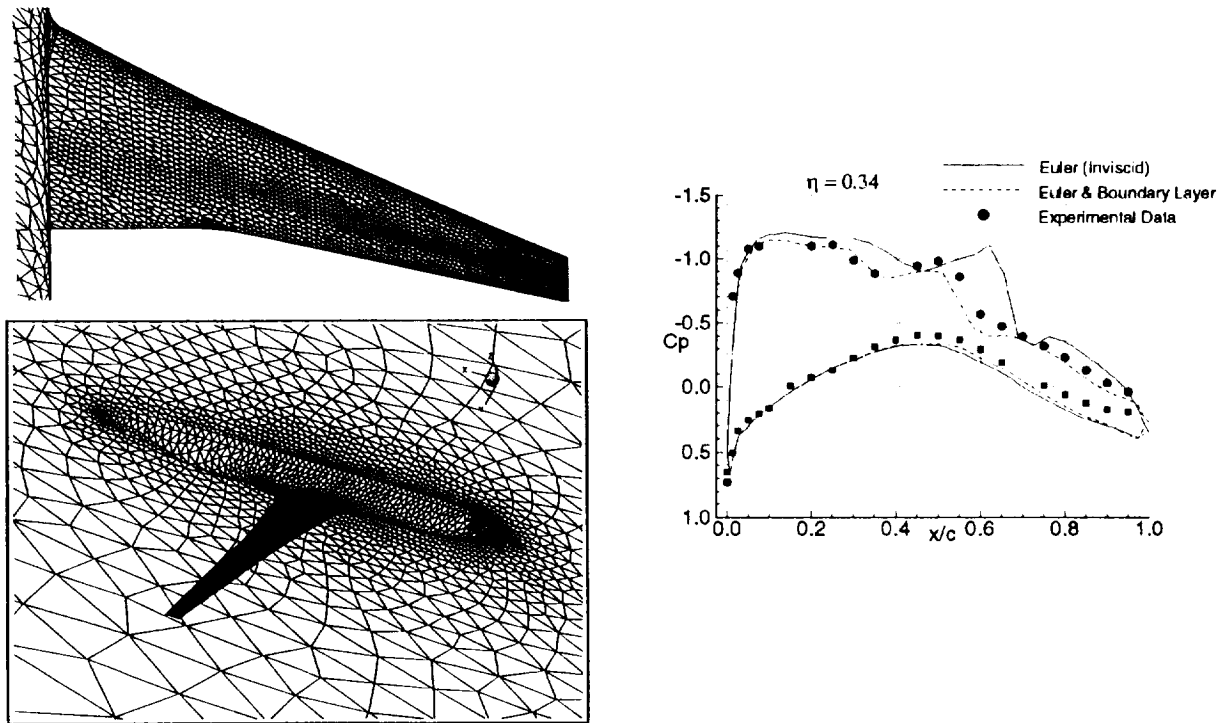 Euler (Inviscid)
Euler & Boundary Layer
Experimental Data
η = 0.34
-1.5
-1.0
-0.5
Cp
0.0
0.5
1.0
0.0
0.2
0.4
0.6
0.8
1.0
x/c